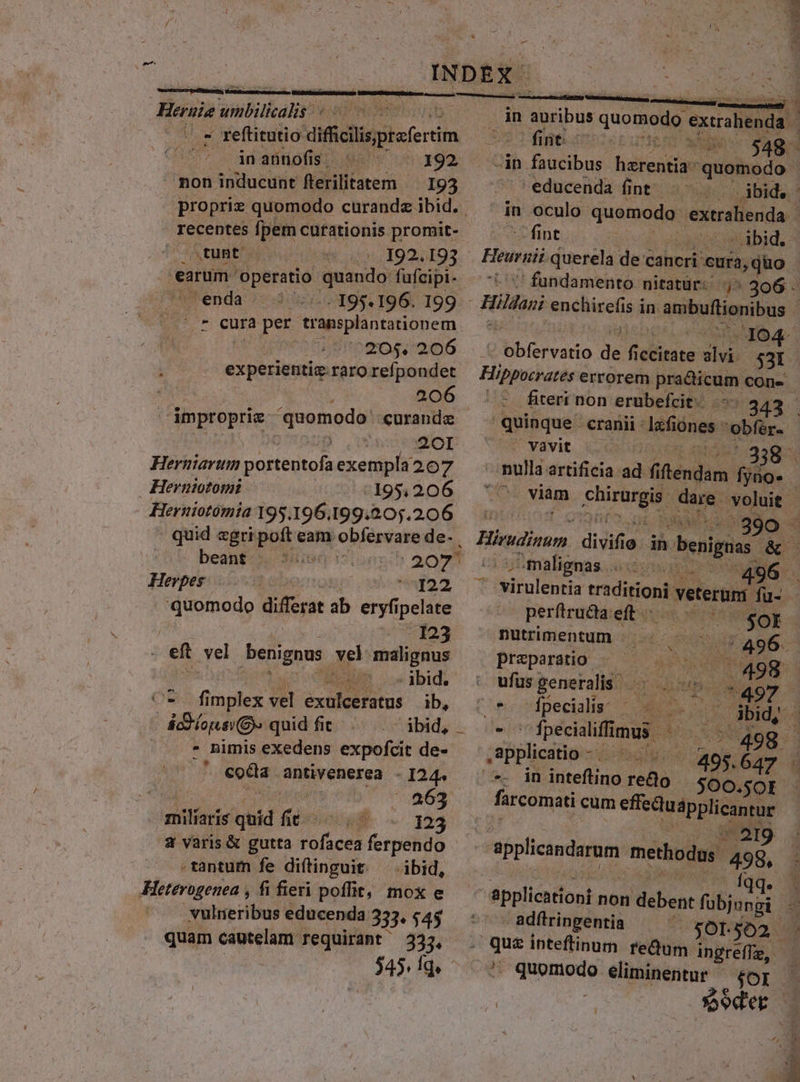 INDEX
Herniæ umbilicalis
- reſtitutio difficilis, præſertim
in annoſis 192
non inducunt ſterilitatem 193
propriæ quomodo curandæ ibid.
recentes ſpem curationis promit-
tunt 192. 193
earum operatio quando ſuſcipi-
enda 195. 196. 199
- cura per transplantationem
205. 206
experientiæ raro reſpondet
206
impropriæ quomodo curandæ
201
Herniarum portentoſa exempla 207
Herniotomi 195. 206
Herniotomia 195. 196. 199. 205. 206
quid ægri poſt eam obſervare de-
beant 207
Herpes 122
quomodo differat ab eryſipelate
123
eſt vel benignus vel malignus
ibid.
- ſimplex vel exulceratus ib,
quid ſit ibid,
- nimis exedens expoſcit de-
cocta antivenerea 124.
263
miliaris quid ſit 123
a varis & gutta roſacea ſerpendo
tantum ſe diſtinguit ibid,
Heterogenea, ſi fieri poſſit, mox e
vulneribus educenda 333. 545
quam cautelam requirant 333.
545. ſq.
in auribus quomodo extrahenda
ſint 548
in faucibus hærentia quomodo
educenda ſint ibid.
in oculo quomodo extrahenda
ſint ibid.
Heurnii querela de cancri cura, quo
fundamento nitatur 306
Hildani enchireſis in ambuſtionibus
104
obſervatio de ſiccitate alvi 531
Hippocrates errorem practicum con-
fiteri non erubeſcit 343
quinque cranii læſiones obſer-
vavit 338
nulla artificia ad ſiſtendam ſyno-
viam chirurgis dare voluit
390
Hirudinum diviſio in benignas &
malignas 496
virulentia traditioni veterum ſu-
perſtructa eſt 501
nutrimentum 496
præparatio 498
uſus generalis 497
- ſpecialis ibid,
- ſpecialiſſimus 498
applicatio 495. 647
- in inteſtino recto 500. 501
ſarcomati cum effectu applicantur
219
applicandarum methodus 498,
ſqq.
applicationi non debent ſubjungi
adſtringentia 501. 502
quæ inteſtinum rectum ingreſſæ,
quomodo eliminentur 501